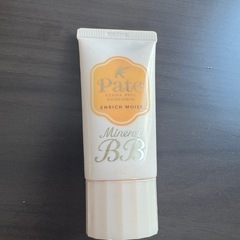 Pate
ENRICH MOIST
Mineral
BB